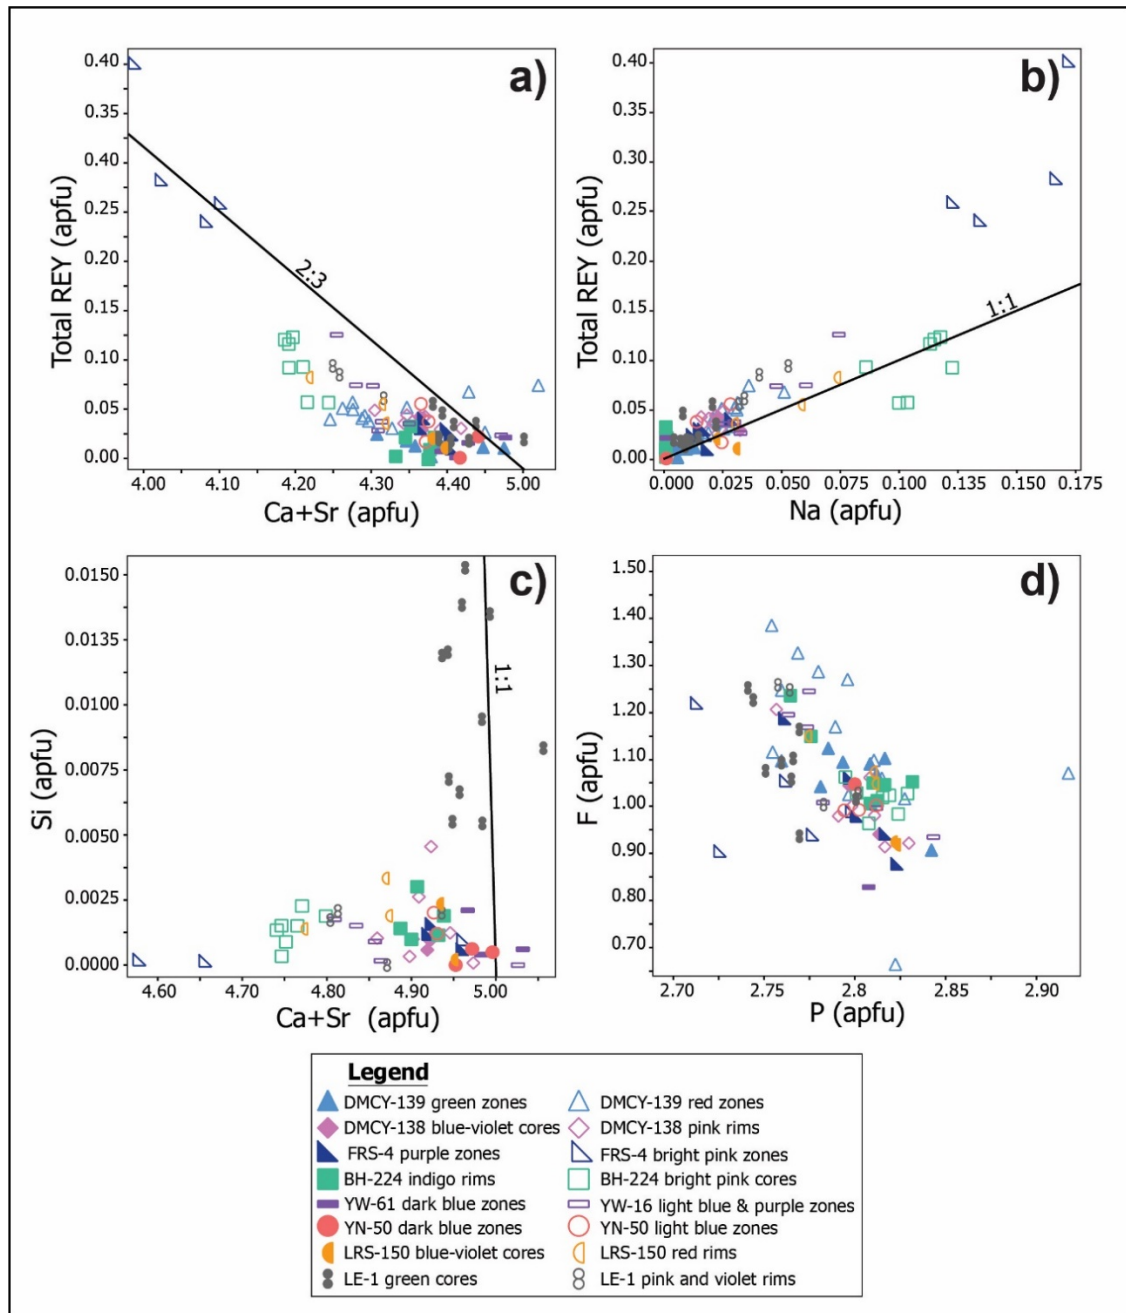 a)
0.40
0.35
0.40
0.25
0.20
0.15
0.10
0.05
0.00
Total REY (apfu)
2:3
4.00
4.10
4.20
4.30
4.40
5.00
Ca+Sr (apfu)
b)
0.40
0.30
0.25
0.20
0.15
0.10
0.05
0.00
Total REY (apfu)
1:1
0.000
0.025
0.050
0.075
0.100
0.135
0.150
0.175
Na (apfu)
c)
0.0150
0.0135
0.0100
0.0075
0.0050
0.0025
0.0000
Si (apfu)
1:1
4.60
4.70
4.80
4.90
5.00
Ca+Sr (apfu)
d)
1.50
1.40
1.30
1.20
1.10
1.00
0.90
0.80
0.70
F (apfu)
2.70
2.75
2.80
2.85
2.90
P (apfu)
Legend
DMCY-139 green zones
DMCY-139 red zones
DMCY-138 blue-violet cores
DMCY-138 pink rims
FRS-4 purple zones
FRS-4 bright pink zones
BH-224 indigo rims
BH-224 bright pink cores
YW-61 dark blue zones
YW-16 light blue & purple zones
YN-50 dark blue zones
YN-50 light blue zones
LRS-150 blue-violet cores
LRS-150 red rims
LE-1 green cores
LE-1 pink and violet rims